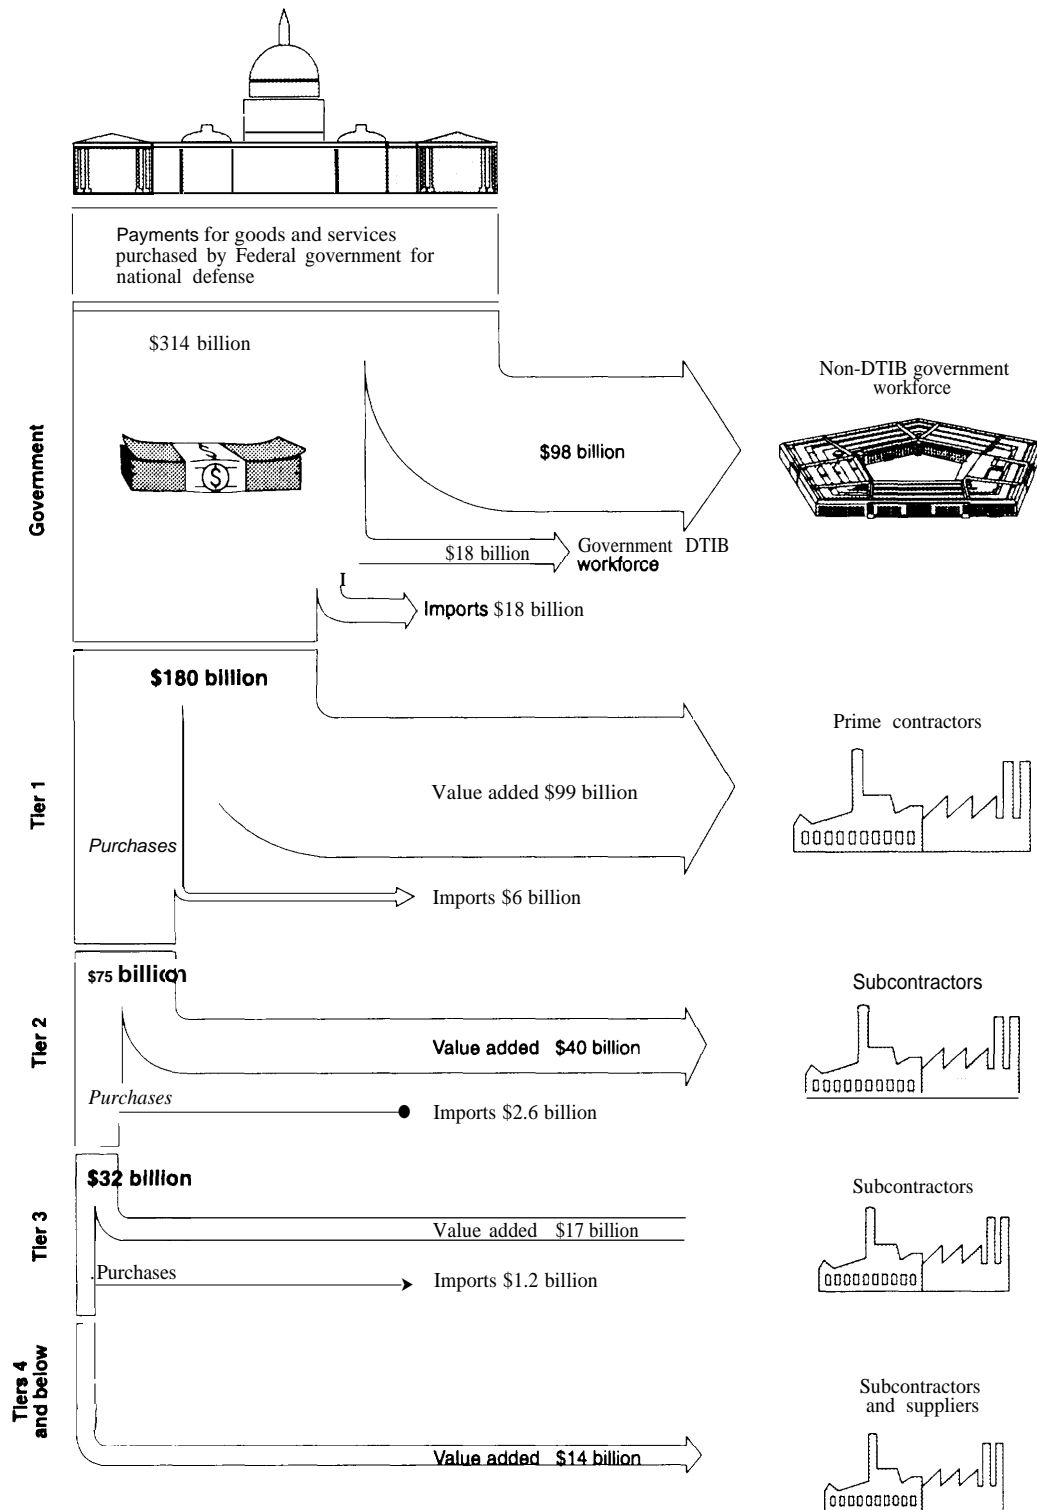 Payments for goods and services
purchased by Federal government for
national defense
Government
$314 billion
$
$98 billion
Non-DTIB government
workforce
$18 billion
Government DTIB
workforce
Imports $18 billion
Tier 1
$180 billion
Prime contractors
Value added $99 billion
Purchases
Imports $6 billion
Tier 2
$75 billion
Subcontractors
Value added $40 billion
Purchases
Imports $2.6 billion
Tier 3
$32 billion
Subcontractors
Value added $17 billion
Purchases
Imports $1.2 billion
Tiers 4
and below
Subcontractors
and suppliers
Value added $14 billion